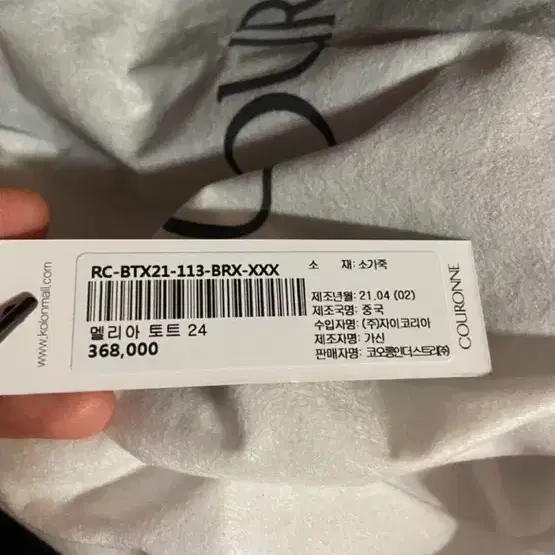 OUR
www.kolonmall.com
RC-BTX21-113-BRX-XXX
멜리아 토트 24
368,000
소 재: 소가죽
제조년월: 21.04 (02)
제조국명: 중국
수입자명: (주)자이코리아
제조자명: 가신
판매자명: 코오롱인더스트리㈜
COURONNE